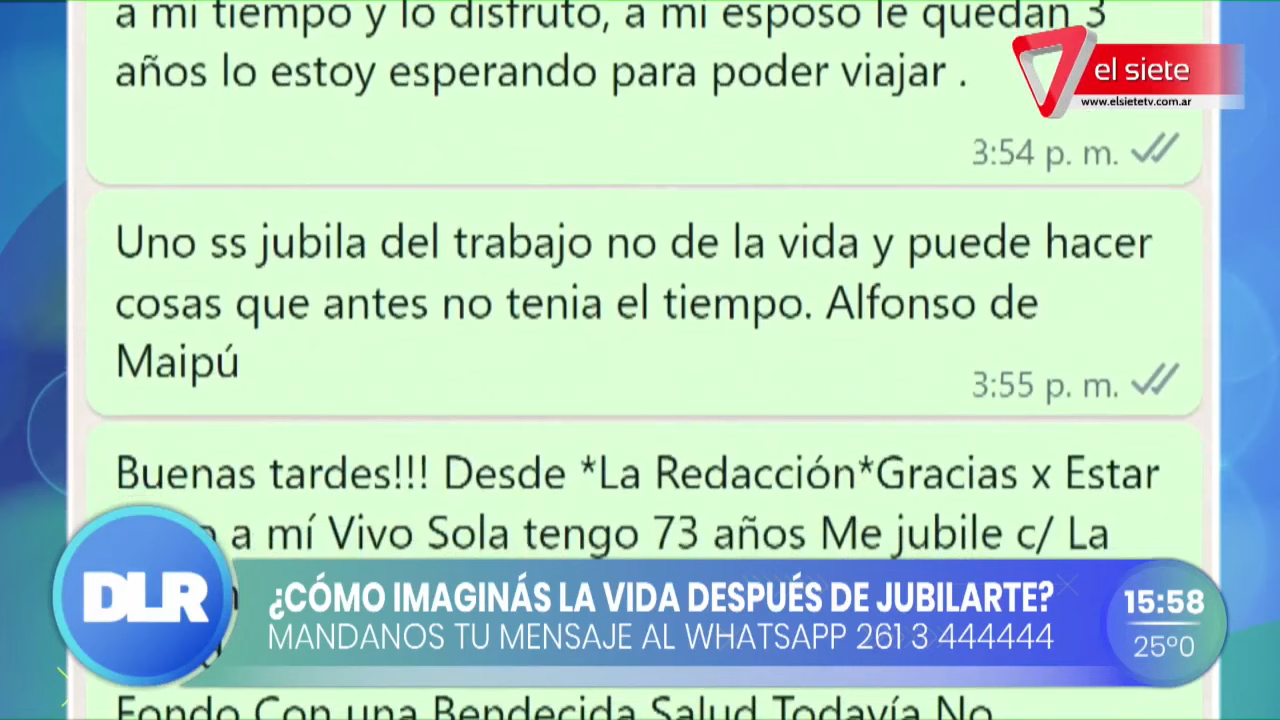 a mi tiempo y lo disfruto, a mi esposo le quedan 3
años lo estoy esperando para poder viajar .
3:54 p. m.
el siete
www.elsietetv.com.ar
Uno ss jubila del trabajo no de la vida y puede hacer
cosas que antes no tenia el tiempo. Alfonso de
Maipú
3:55 p. m.
Buenas tardes!!! Desde *La Redacción*Gracias x Estar
a mí Vivo Sola tengo 73 años Me jubile c/ La
DLR
¿CÓMO IMAGINÁS LA VIDA DESPUÉS DE JUBILARTE?
MANDANOS TU MENSAJE AL WHATSAPP 261 3 444444
15:58
25º0
Fondo Con una Bendecida Salud Todavía No